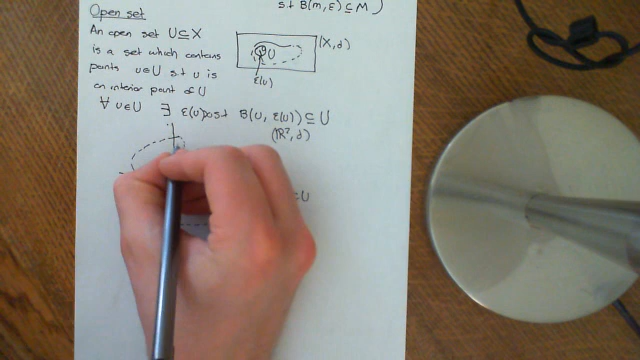 s.t B(m, ε) ⊆ M )
Open set
An open set U ⊆ X
is a set which contains
points u∈U s.t u is
an interior point of U
(X, d)
U
ε(u)
∀ u∈U ∃ ε(u)>0 s.t B(u, ε(u)) ⊆ U
(ℝ², d)
⊆ U